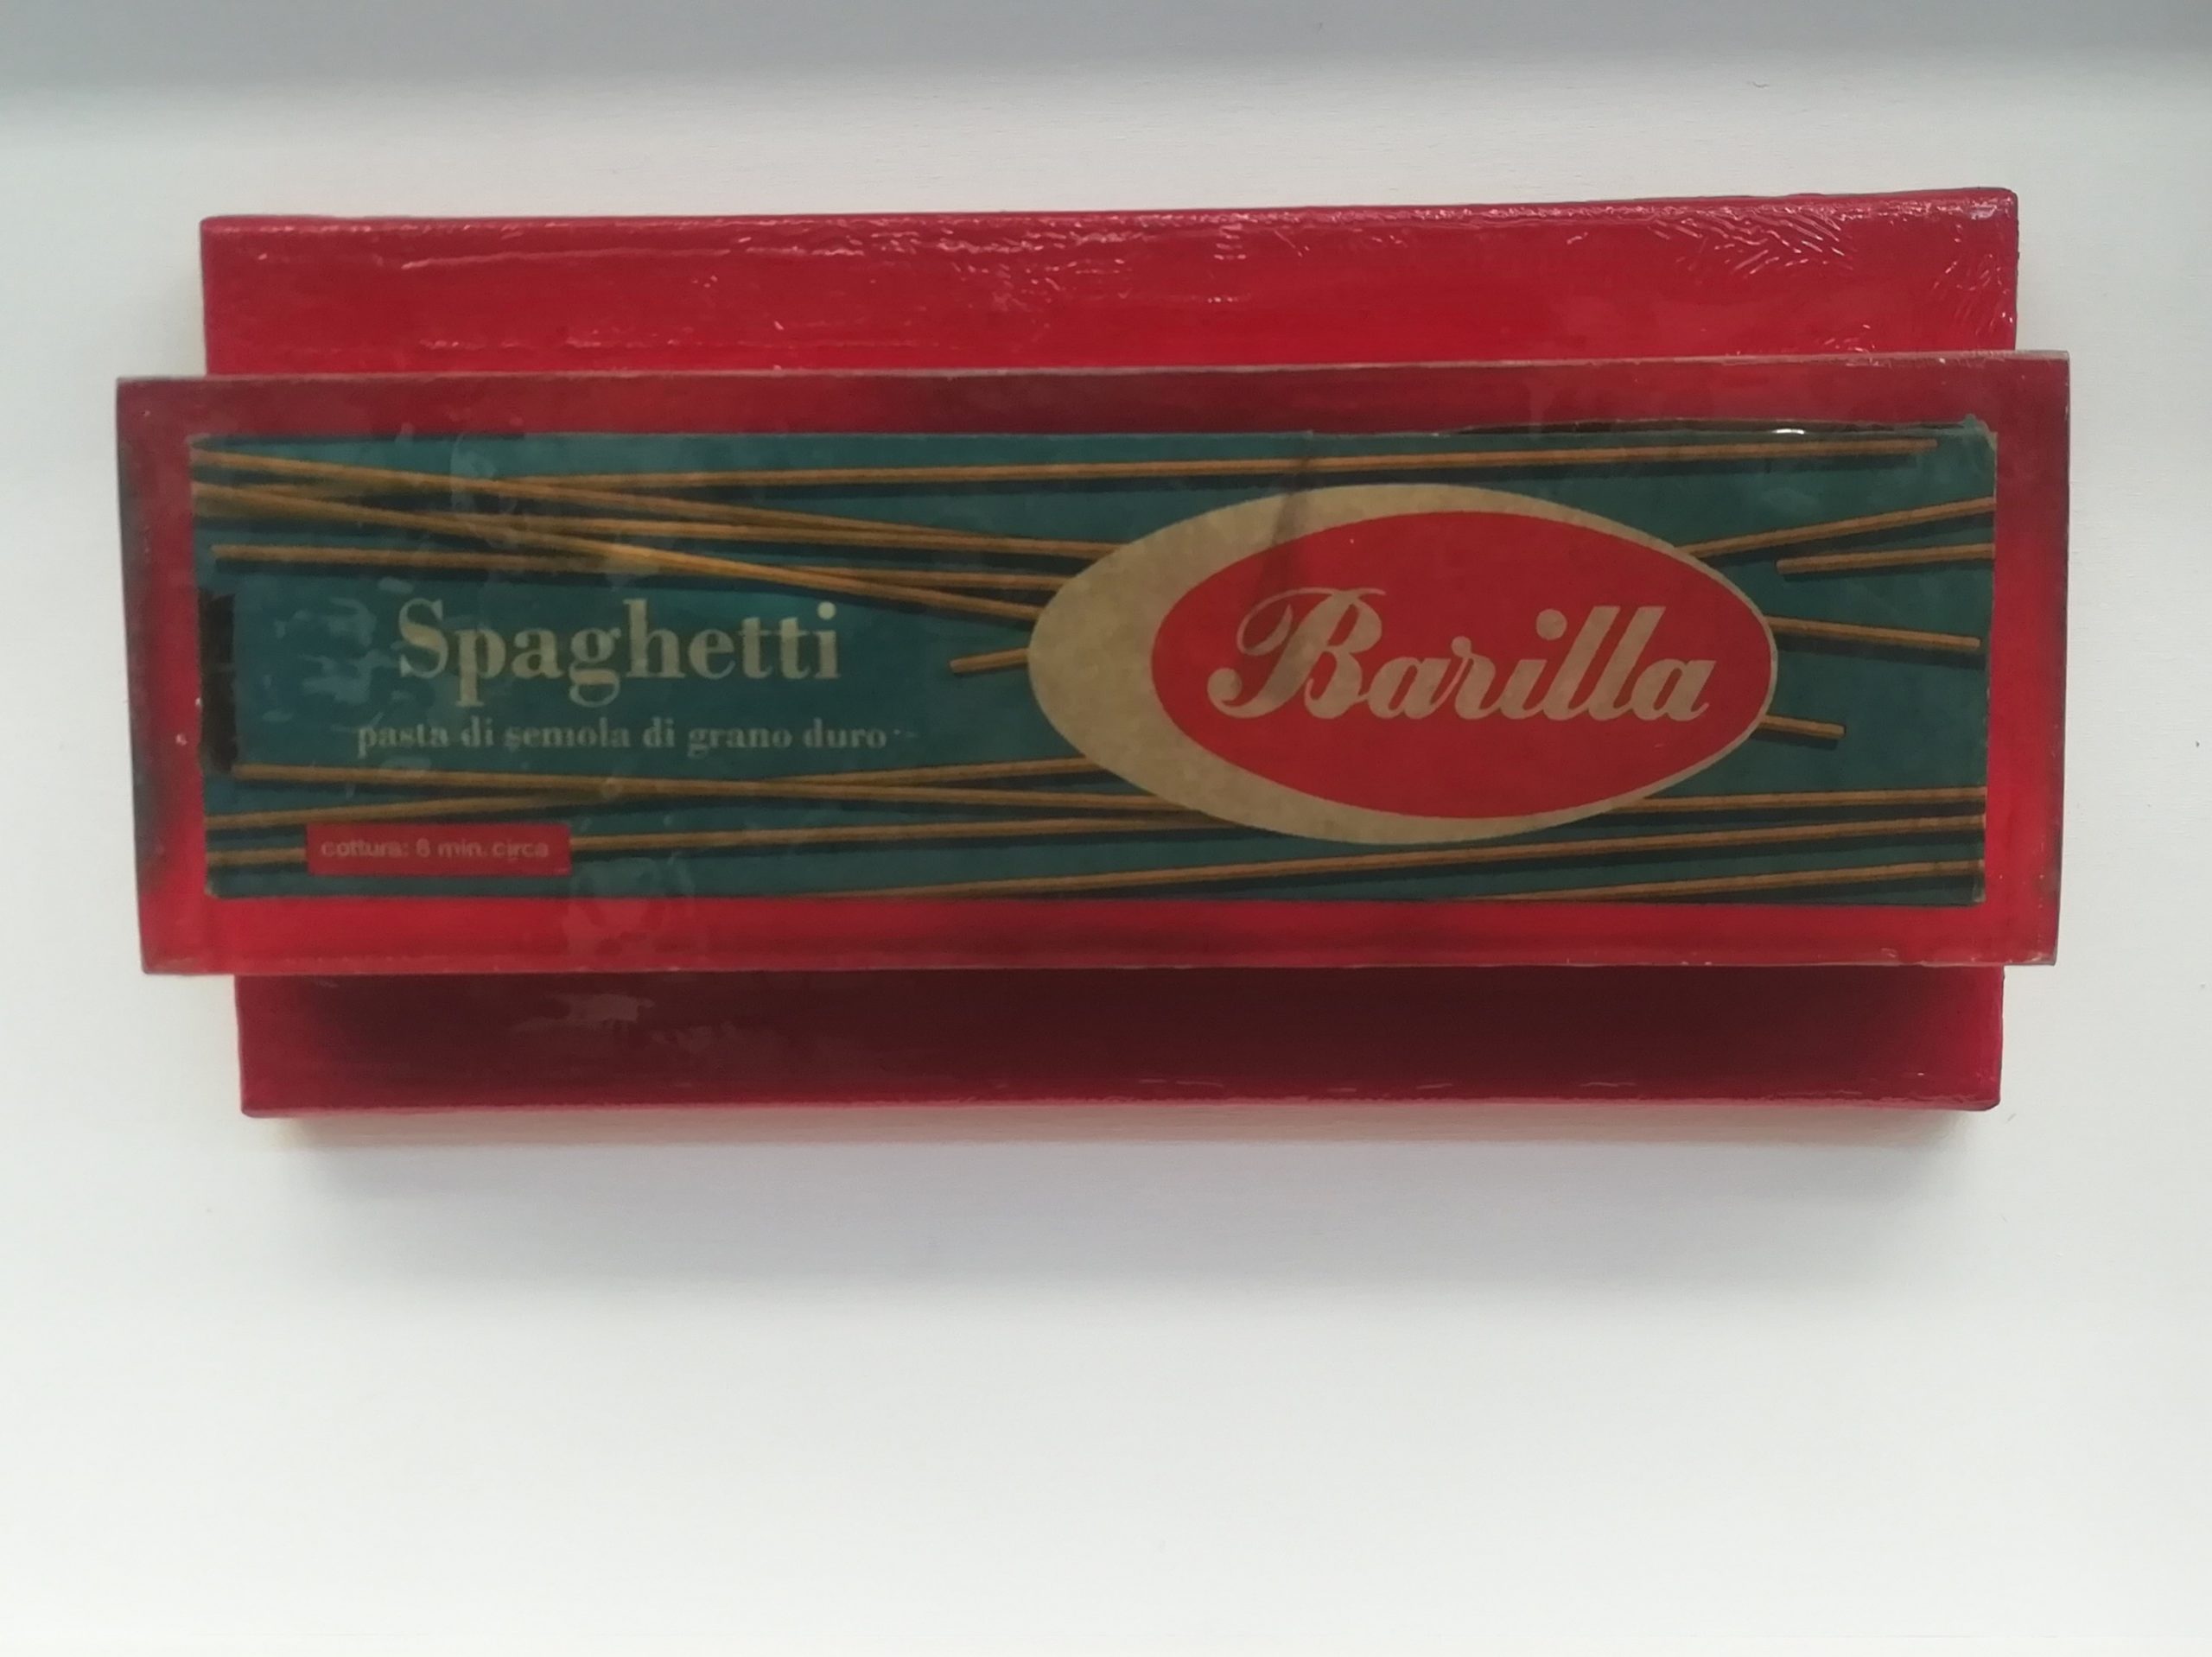 Spaghetti
pasta di semola di grano duro
Barilla
cottura: 8 min. circa